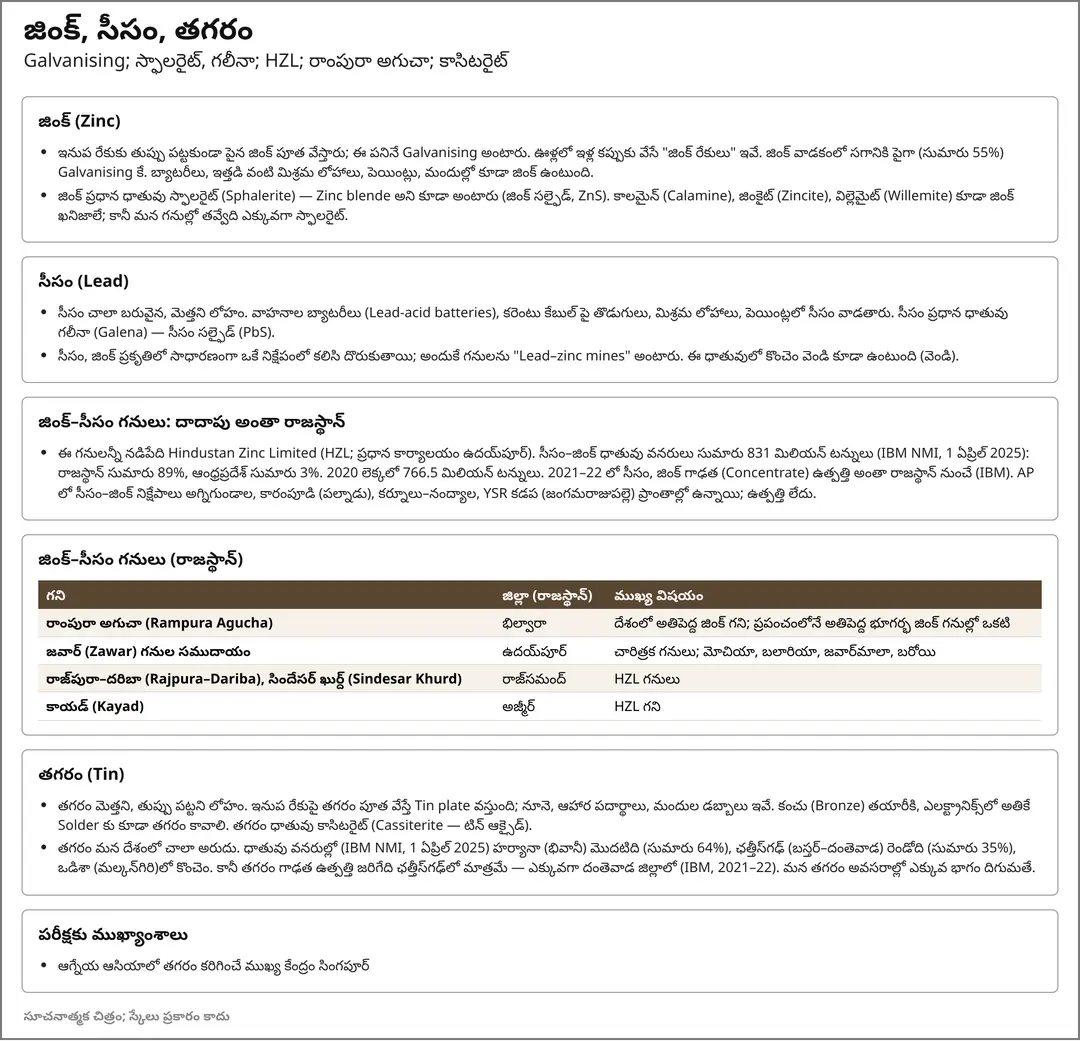 జింక్, సీసం, తగరం
Galvanising; స్ఫాలరైట్, గలీనా; HZL; రాంపురా అగుచా; కాసిటరైట్
జింక్ (Zinc)
• ఇనుప రేకుకు తుప్పు పట్టకుండా పైన జింక్ పూత వేస్తారు; ఈ పనినే Galvanising అంటారు. ఊళ్లలో ఇళ్ల కప్పుకు వేసే "జింక్ రేకులు" ఇవే. జింక్ వాడకంలో సగానికి పైగా (సుమారు 55%)
Galvanising కే. బ్యాటరీలు, ఇత్తడి వంటి మిశ్రమ లోహాలు, పెయింట్లు, మందుల్లో కూడా జింక్ ఉంటుంది.
• జింక్ ప్రధాన ధాతువు స్ఫాలరైట్ (Sphalerite) — Zinc blende అని కూడా అంటారు (జింక్ సల్ఫైడ్, ZnS). కాలమైన్ (Calamine), జింకైట్ (Zincite), విల్లెమైట్ (Willemite) కూడా జింక్
ఖనిజాలే; కానీ మన గనుల్లో తవ్వేది ఎక్కువగా స్ఫాలరైట్.
సీసం (Lead)
• సీసం చాలా బరువైన, మెత్తని లోహం. వాహనాల బ్యాటరీలు (Lead-acid batteries), కరెంటు కేబుల్ పై తొడుగులు, మిశ్రమ లోహాలు, పెయింట్లలో సీసం వాడతారు. సీసం ప్రధాన ధాతువు
గలీనా (Galena) — సీసం సల్ఫైడ్ (PbS).
• సీసం, జింక్ ప్రకృతిలో సాధారణంగా ఒకే నిక్షేపంలో కలిసి దొరుకుతాయి; అందుకే గనులను "Lead–zinc mines" అంటారు. ఈ ధాతువులో కొంచెం వెండి కూడా ఉంటుంది (వెండి).
జింక్–సీసం గనులు: దాదాపు అంతా రాజస్థాన్
• ఈ గనులన్నీ నడిపేది Hindustan Zinc Limited (HZL; ప్రధాన కార్యాలయం ఉదయ్‌పూర్). సీసం–జింక్ ధాతువు వనరులు సుమారు 831 మిలియన్ టన్నులు (IBM NMI, 1 ఏప్రిల్ 2025):
రాజస్థాన్ సుమారు 89%, ఆంధ్రప్రదేశ్ సుమారు 3%. 2020 లెక్కలో 766.5 మిలియన్ టన్నులు. 2021–22 లో సీసం, జింక్ గాఢత (Concentrate) ఉత్పత్తి అంతా రాజస్థాన్ నుంచే (IBM). AP
లో సీసం–జింక్ నిక్షేపాలు అగ్నిగుండాల, కారంపూడి (పల్నాడు), కర్నూలు–నంద్యాల, YSR కడప (జంగమరాజుపల్లె) ప్రాంతాల్లో ఉన్నాయి; ఉత్పత్తి లేదు.
జింక్–సీసం గనులు (రాజస్థాన్)
గని జిల్లా (రాజస్థాన్) ముఖ్య విషయం
రాంపురా అగుచా (Rampura Agucha) భిల్వారా దేశంలో అతిపెద్ద జింక్ గని; ప్రపంచంలోనే అతిపెద్ద భూగర్భ జింక్ గనుల్లో ఒకటి
జవార్ (Zawar) గనుల సముదాయం ఉదయ్‌పూర్ చారిత్రక గనులు; మోచియా, బలారియా, జవార్‌మాలా, బరోయి
రాజ్‌పురా–దరిబా (Rajpura–Dariba), సిందేసర్ ఖుర్ద్ (Sindesar Khurd) రాజ్‌సమంద్ HZL గనులు
కాయడ్ (Kayad) అజ్మీర్ HZL గని
తగరం (Tin)
• తగరం మెత్తని, తుప్పు పట్టని లోహం. ఇనుప రేకుపై తగరం పూత వేస్తే Tin plate వస్తుంది; నూనె, ఆహార పదార్థాలు, మందుల డబ్బాలు ఇవే. కంచు (Bronze) తయారీకి, ఎలక్ట్రానిక్స్‌లో అతికే
Solder కు కూడా తగరం కావాలి. తగరం ధాతువు కాసిటరైట్ (Cassiterite — టిన్ ఆక్సైడ్).
• తగరం మన దేశంలో చాలా అరుదు. ధాతువు వనరుల్లో (IBM NMI, 1 ఏప్రిల్ 2025) హర్యానా (భివానీ) మొదటిది (సుమారు 64%), ఛత్తీస్‌గఢ్ (బస్తర్–దంతెవాడ) రెండోది (సుమారు 35%),
ఒడిశా (మల్కన్‌గిరి)లో కొంచెం. కానీ తగరం గాఢత ఉత్పత్తి జరిగేది ఛత్తీస్‌గఢ్‌లో మాత్రమే — ఎక్కువగా దంతెవాడ జిల్లాలో (IBM, 2021–22). మన తగరం అవసరాల్లో ఎక్కువ భాగం దిగుమతే.
పరీక్షకు ముఖ్యాంశాలు
• ఆగ్నేయ ఆసియాలో తగరం కరిగించే ముఖ్య కేంద్రం సింగపూర్
సూచనాత్మక చిత్రం; స్కేలు ప్రకారం కాదు